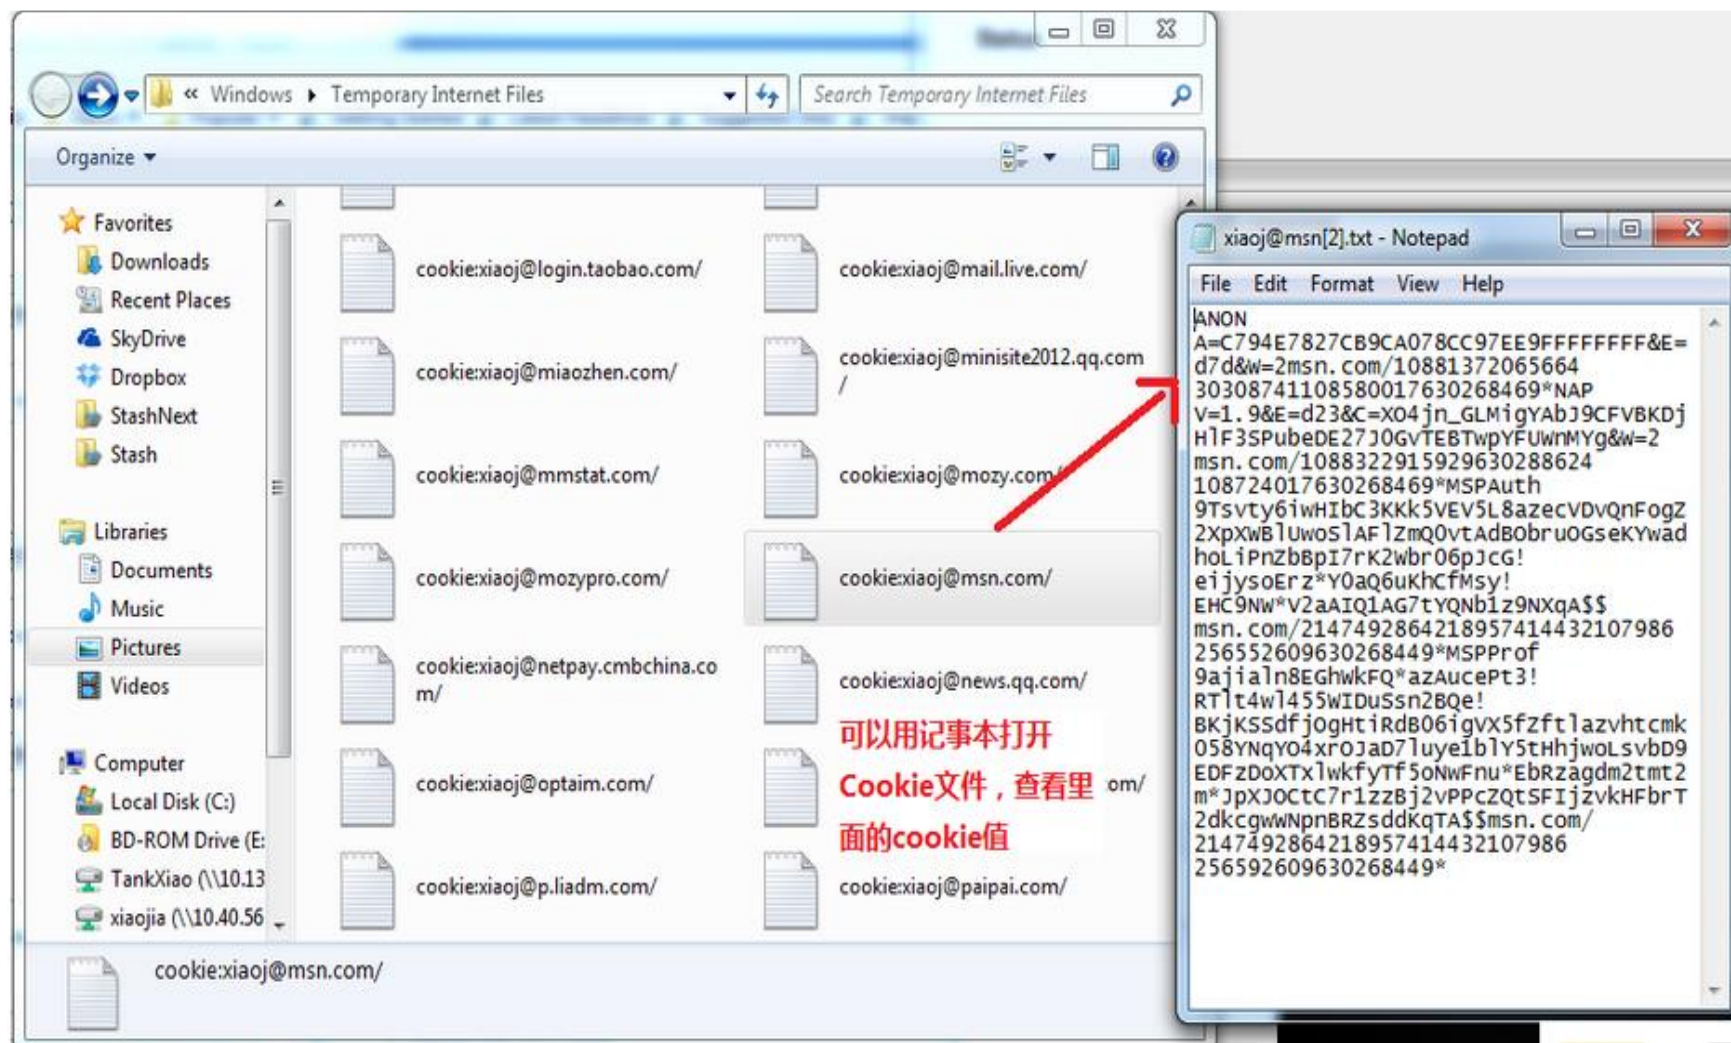 « Windows ▸ Temporary Internet Files
Search Temporary Internet Files
Organize
Favorites
Downloads
Recent Places
SkyDrive
Dropbox
StashNext
Stash
Libraries
Documents
Music
Pictures
Videos
Computer
Local Disk (C:)
BD-ROM Drive (E:
TankXiao (\\10.13
xiaojia (\\10.40.56
cookie:xiaoj@login.taobao.com/
cookie:xiaoj@mail.live.com/
cookie:xiaoj@miaozhen.com/
cookie:xiaoj@minisite2012.qq.com
/
cookie:xiaoj@mmstat.com/
cookie:xiaoj@mozy.com/
cookie:xiaoj@mozypro.com/
cookie:xiaoj@msn.com/
cookie:xiaoj@netpay.cmbchina.co
m/
cookie:xiaoj@news.qq.com/
cookie:xiaoj@optaim.com/
om/
cookie:xiaoj@p.liadm.com/
cookie:xiaoj@paipai.com/
可以用记事本打开
Cookie文件，查看里
面的cookie值
cookie:xiaoj@msn.com/
xiaoj@msn[2].txt - Notepad
File Edit Format View Help
ANON
A=C794E7827CB9CA078CC97EE9FFFFFFFF&E=
d7d&W=2msn.com/10881372065664
3030874110858001763026​8469*NAP
V=1.9&E=d23&C=XO4jn_GLMigYAbJ9CFVBKDj
HlF3SPubeDE27J0GvTEBTwpYFUWnMYg&W=2
msn.com/1088322915929630288624
108724017630268469*MSPAuth
9Tsvty6iwHIbC3KKk5VEV5L8azecVDvQnFogZ
2XpXWBlUwoSlAFlZmQ0vtAdBObruOGseKYwad
hoLiPnZbBpI7rK2Wbr06pJcG!
eijysoErz*Y0aQ6uKhCfMsy!
EHC9NW*V2aAIQ1AG7tYQNb1z9NXqA$$
msn.com/21474928642189574144321​07986
256552609630268449*MSPProf
9ajialn8EGhWkFQ*azAucePt3!
RTlt4wl455WIDuSsn2BQe!
BKjKSSdfjOgHtiRdB06igVX5fZftlazvhtcmk
O58YNqYO4xrOJaD7luye1blY5tHhjwoLsvbD9
EDFzDoXTxlwkfyTf5oNwFnu*EbRzagdm2tmt2
m*JpXJOCtC7r1zzBj2vPPcZQtSFIjzvkHFbrT
2dkcgwWNpnBRZsddKqTA$$msn.com/
2147492864218957414432107986
256592609630268449*